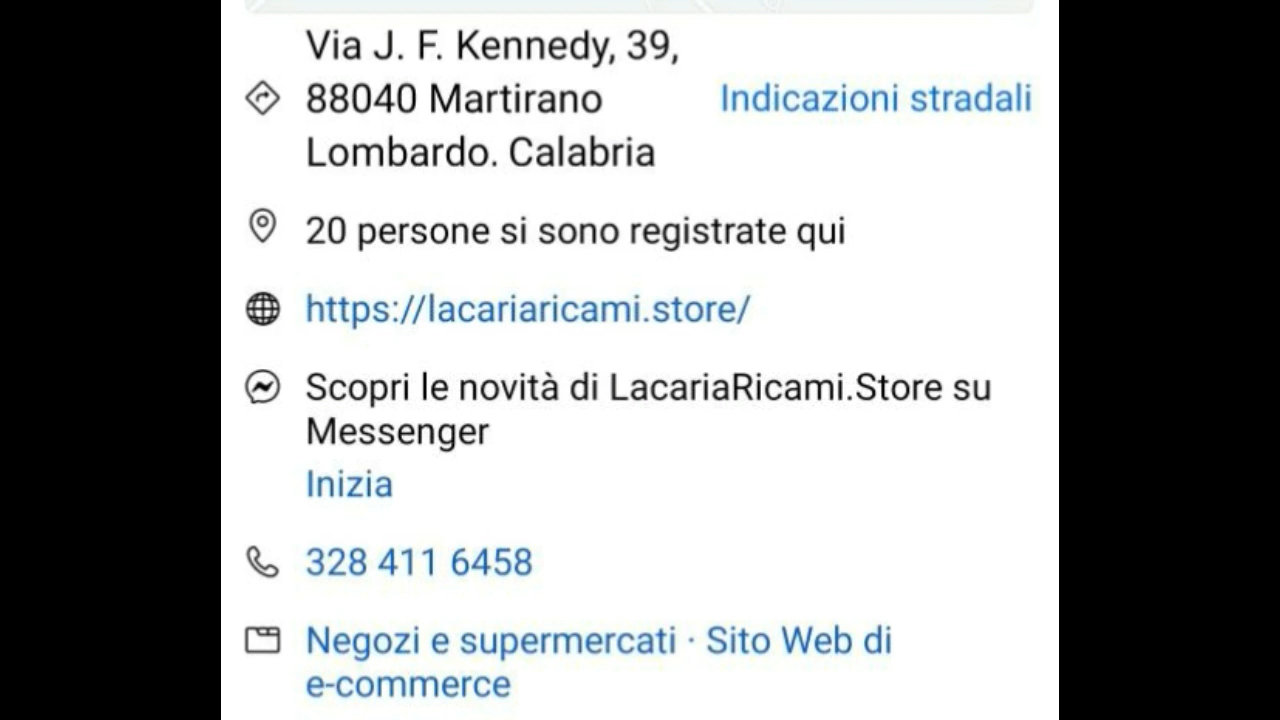 Via J. F. Kennedy, 39,
88040 Martirano
Lombardo. Calabria
Indicazioni stradali
20 persone si sono registrate qui
https://lacariaricami.store/
Scopri le novità di LacariaRicami.Store su
Messenger
Inizia
328 411 6458
Negozi e supermercati · Sito Web di
e-commerce